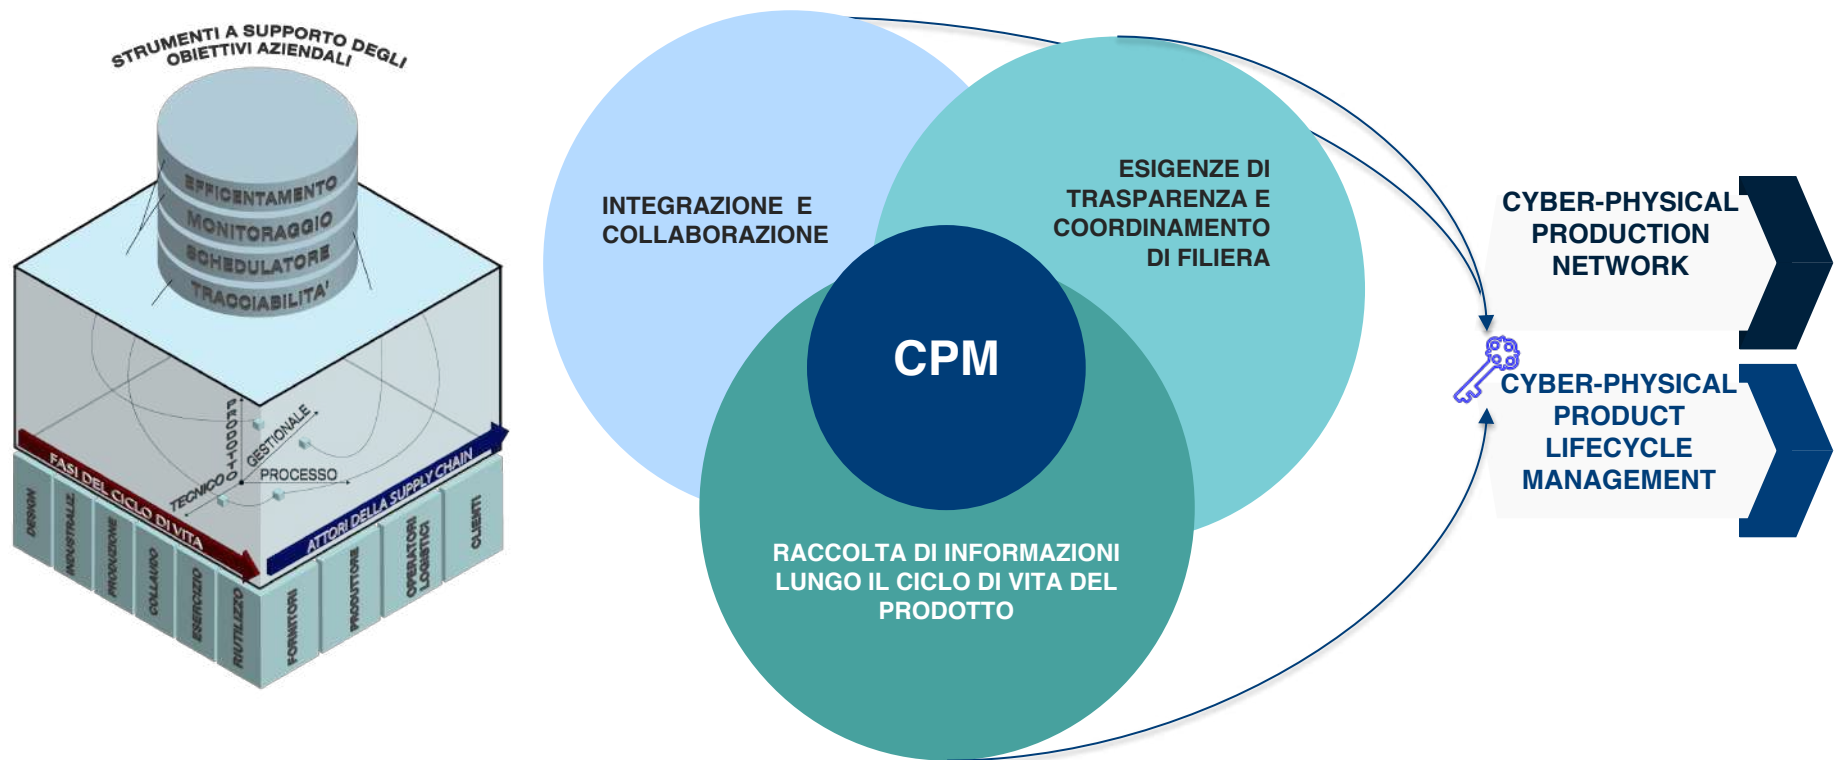 STRUMENTI A SUPPORTO DEGLI
OBIETTIVI AZIENDALI
EFFICENTAMENTO
MONITORAGGIO
SCHEDULATORE
TRACCIABILITA'
PRODOTTO
GESTIONALE
TECNICO
PROCESSO
FASI DEL CICLO DI VITA
ATTORI DELLA SUPPLY CHAIN
DESIGN
INDUSTRIALIZ.
PRODUZIONE
COLLAUDO
ESERCIZIO
RIUTILIZZO
FORNITORI
PRODUTTORE
OPERATORI
LOGISTICI
CLIENTI
INTEGRAZIONE E
COLLABORAZIONE
ESIGENZE DI
TRASPARENZA E
COORDINAMENTO
DI FILIERA
CPM
RACCOLTA DI INFORMAZIONI
LUNGO IL CICLO DI VITA DEL
PRODOTTO
CYBER-PHYSICAL
PRODUCTION
NETWORK
CYBER-PHYSICAL
PRODUCT
LIFECYCLE
MANAGEMENT